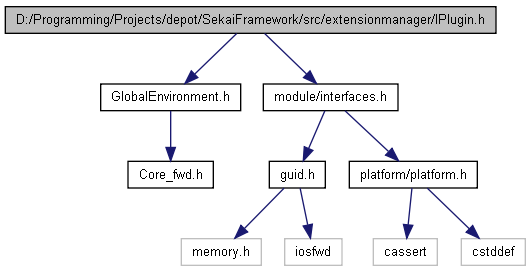 D:/Programming/Projects/depot/SekaiFramework/src/extensionmanager/IPlugin.h
GlobalEnvironment.h
module/interfaces.h
Core_fwd.h
guid.h
platform/platform.h
memory.h
iosfwd
cassert
cstddef